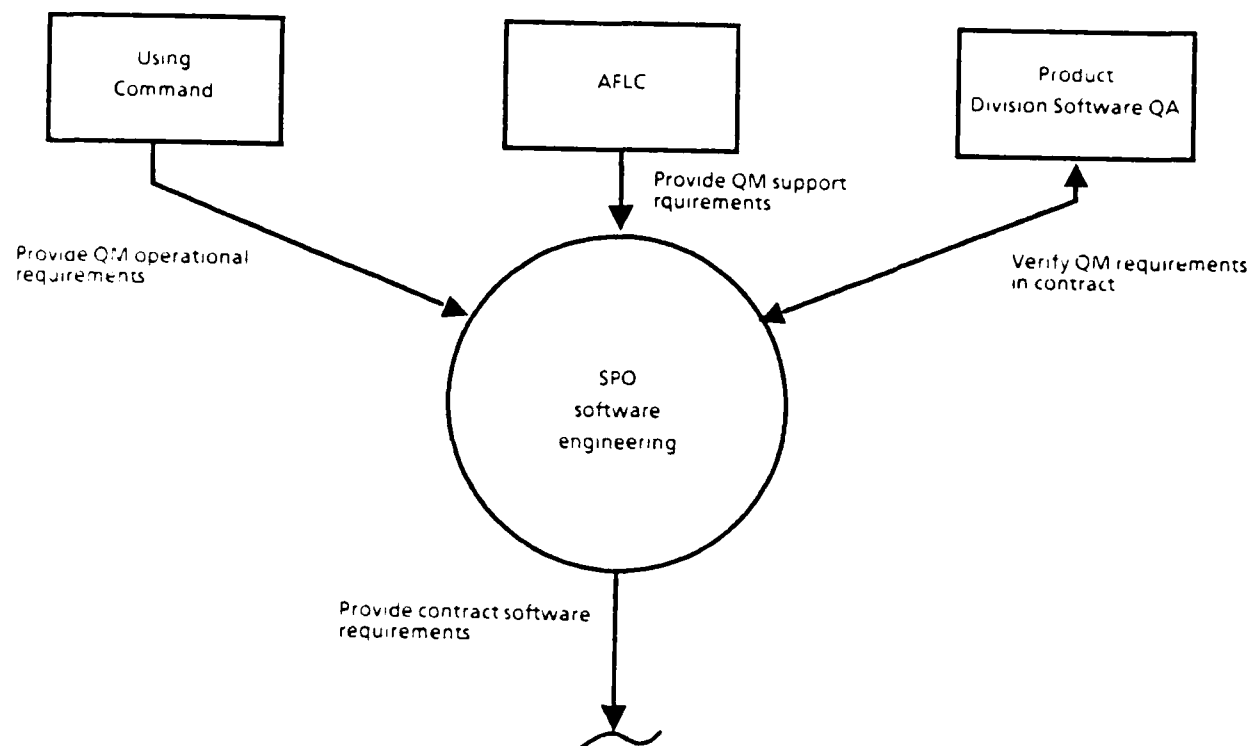 Using
Command
AFLC
Product
Division Software QA
Provide QM support
rquirements
Provide QM operational
requirements
Verify QM requirements
in contract
SPO
software
engineering
Provide contract software
requirements